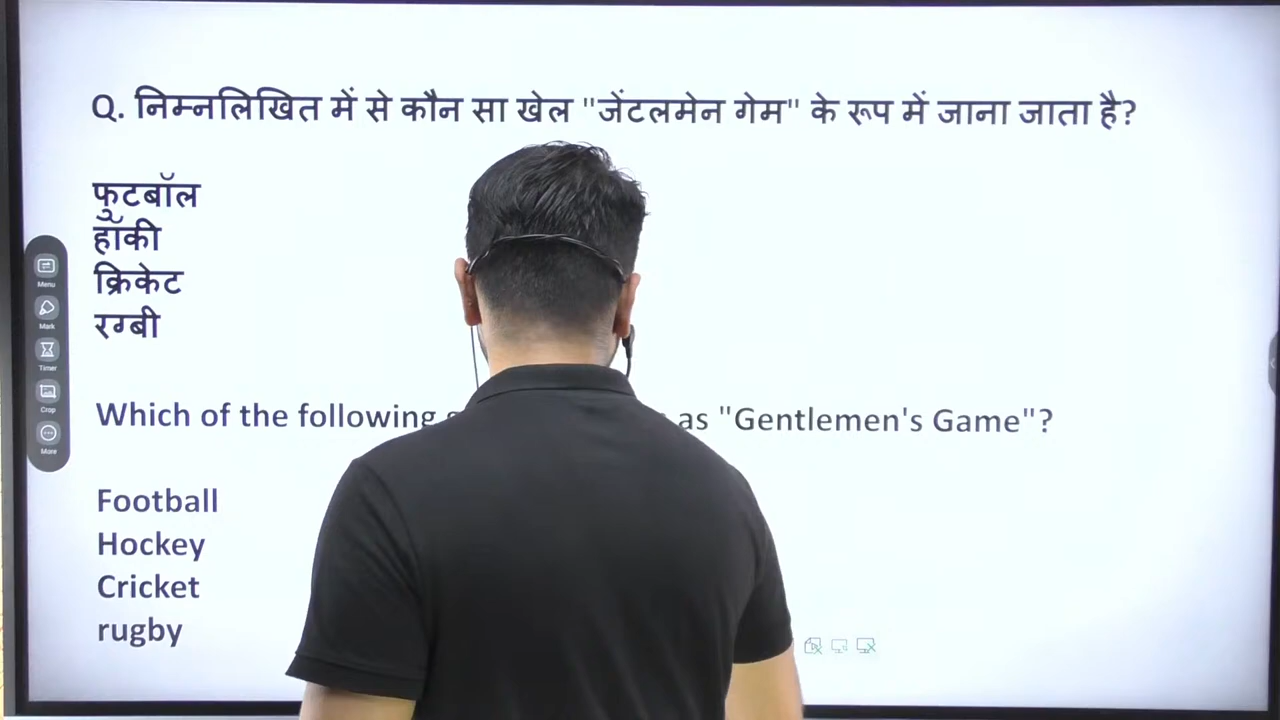 Q. निम्नलिखित में से कौन सा खेल "जेंटलमेन गेम" के रूप में जाना जाता है?
फुटबॉल
हॉकी
क्रिकेट
रग्बी
Menu
Mark
Timer
Crop
More
Which of the following as "Gentlemen's Game"?
Football
Hockey
Cricket
rugby